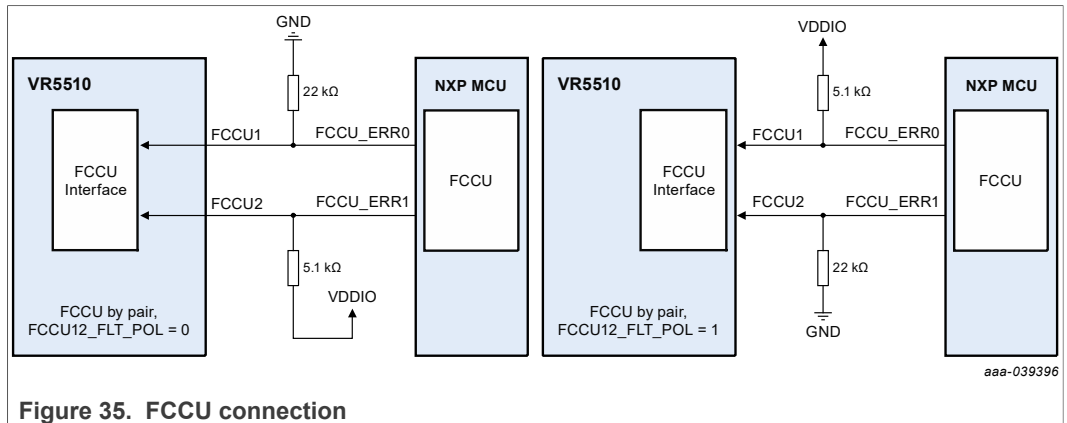 GND
VR5510
22 kΩ
NXP MCU
FCCU1
FCCU_ERR0
FCCU
Interface
FCCU
FCCU2
FCCU_ERR1
5.1 kΩ
VDDIO
FCCU by pair,
FCCU12_FLT_POL = 0
VDDIO
VR5510
5.1 kΩ
NXP MCU
FCCU1
FCCU_ERR0
FCCU
Interface
FCCU
FCCU2
FCCU_ERR1
22 kΩ
GND
FCCU by pair,
FCCU12_FLT_POL = 1
aaa-039396
Figure 35. FCCU connection